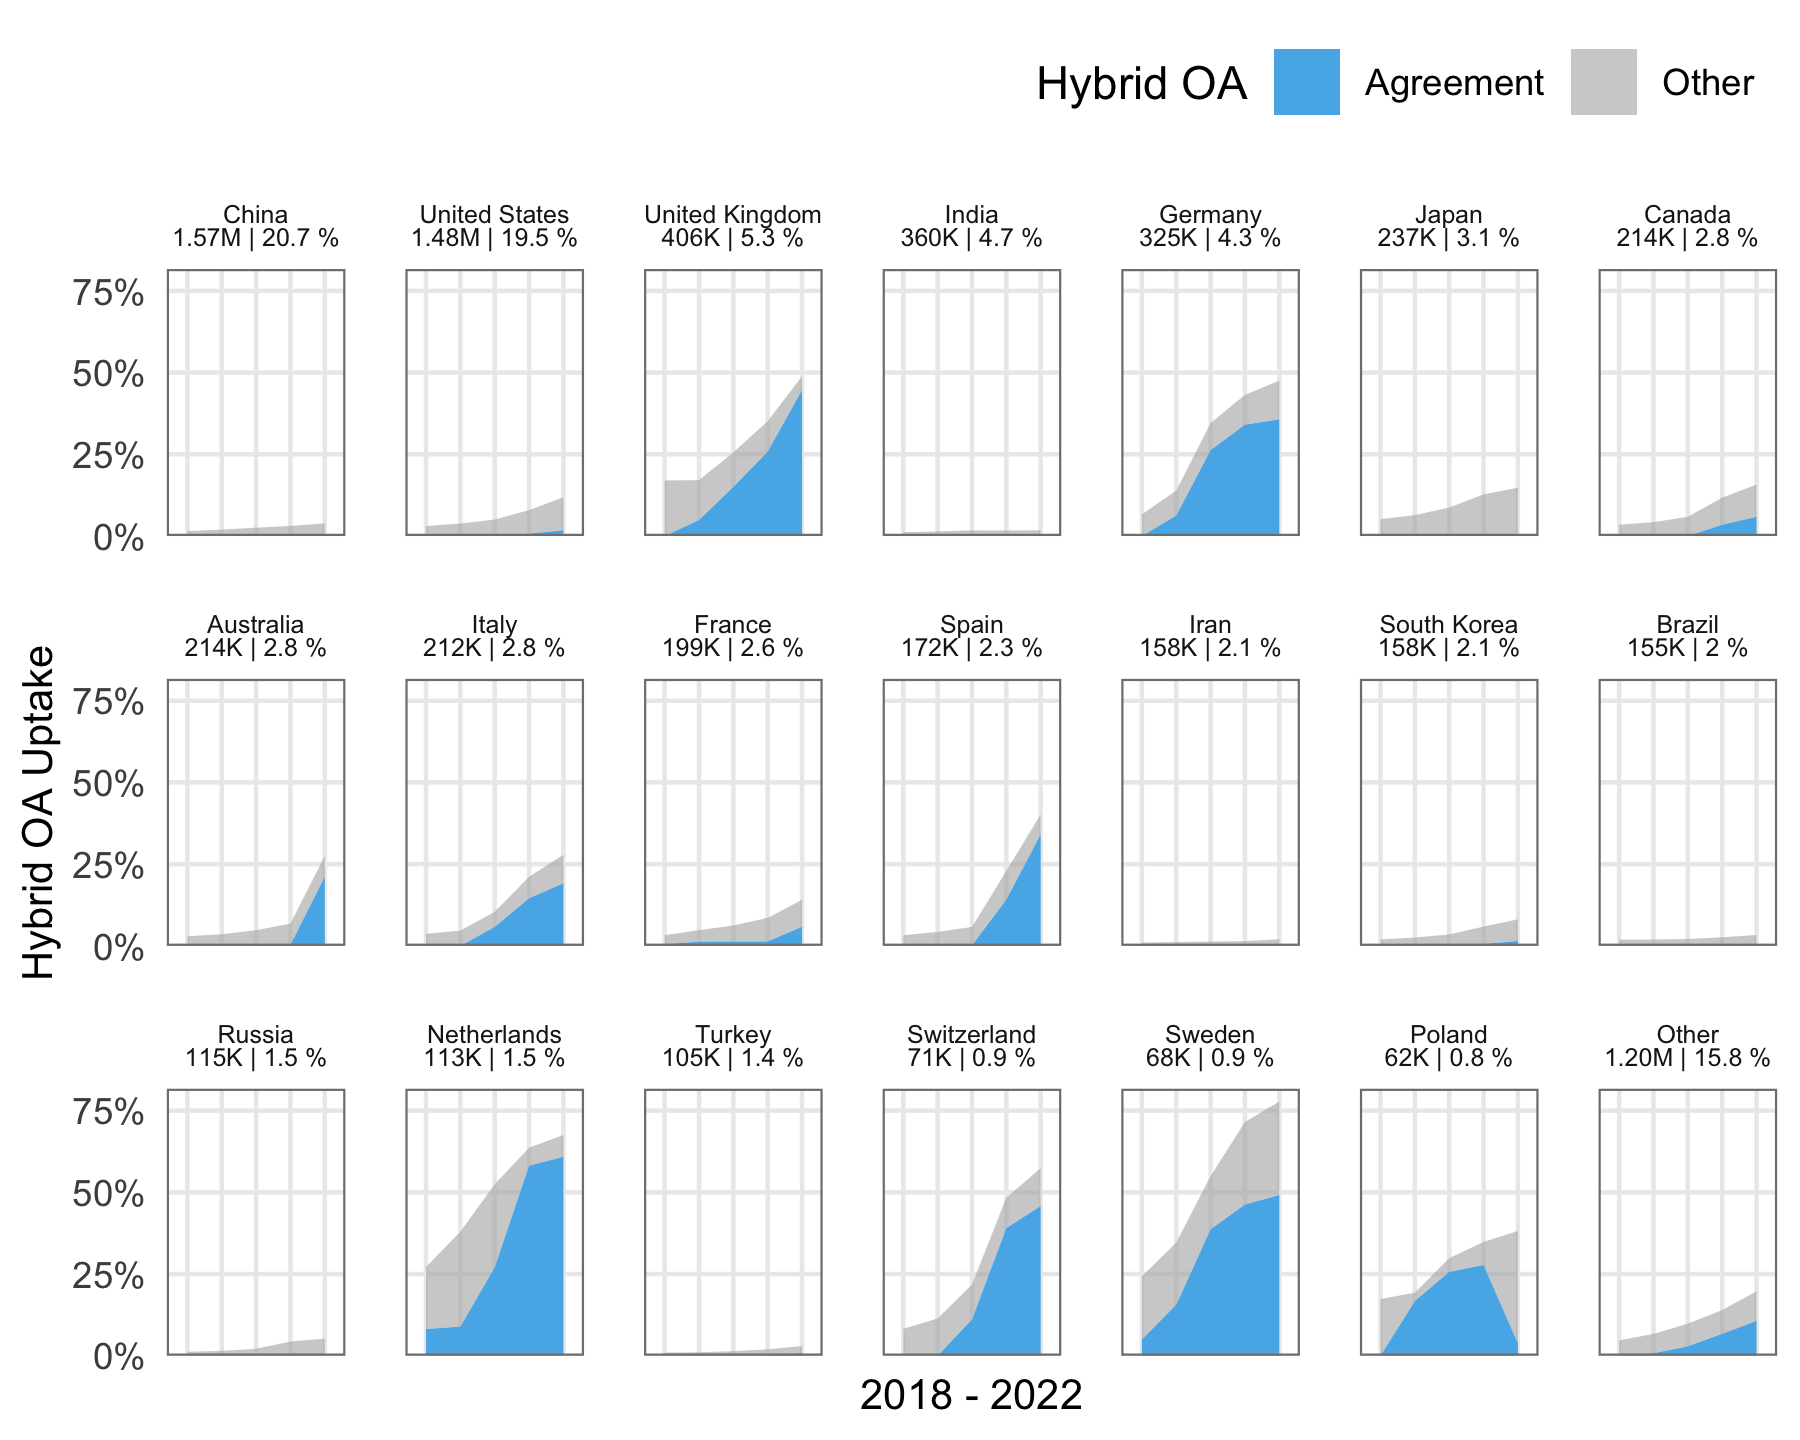 Hybrid OA Agreement Other
China United States United Kingdom India Germany Japan Canada
1.57M | 20.7 % 1.48M | 19.5 % 406K | 5.3 % 360K | 4.7 % 325K | 4.3 % 237K | 3.1 % 214K | 2.8 %
75%
50%
25%
0%
Australia Italy France Spain Iran South Korea Brazil
214K | 2.8 % 212K | 2.8 % 199K | 2.6 % 172K | 2.3 % 158K | 2.1 % 158K | 2.1 % 155K | 2 %
Hybrid OA Uptake
75%
50%
25%
0%
Russia Netherlands Turkey Switzerland Sweden Poland Other
115K | 1.5 % 113K | 1.5 % 105K | 1.4 % 71K | 0.9 % 68K | 0.9 % 62K | 0.8 % 1.20M | 15.8 %
75%
50%
25%
0%
2018 - 2022